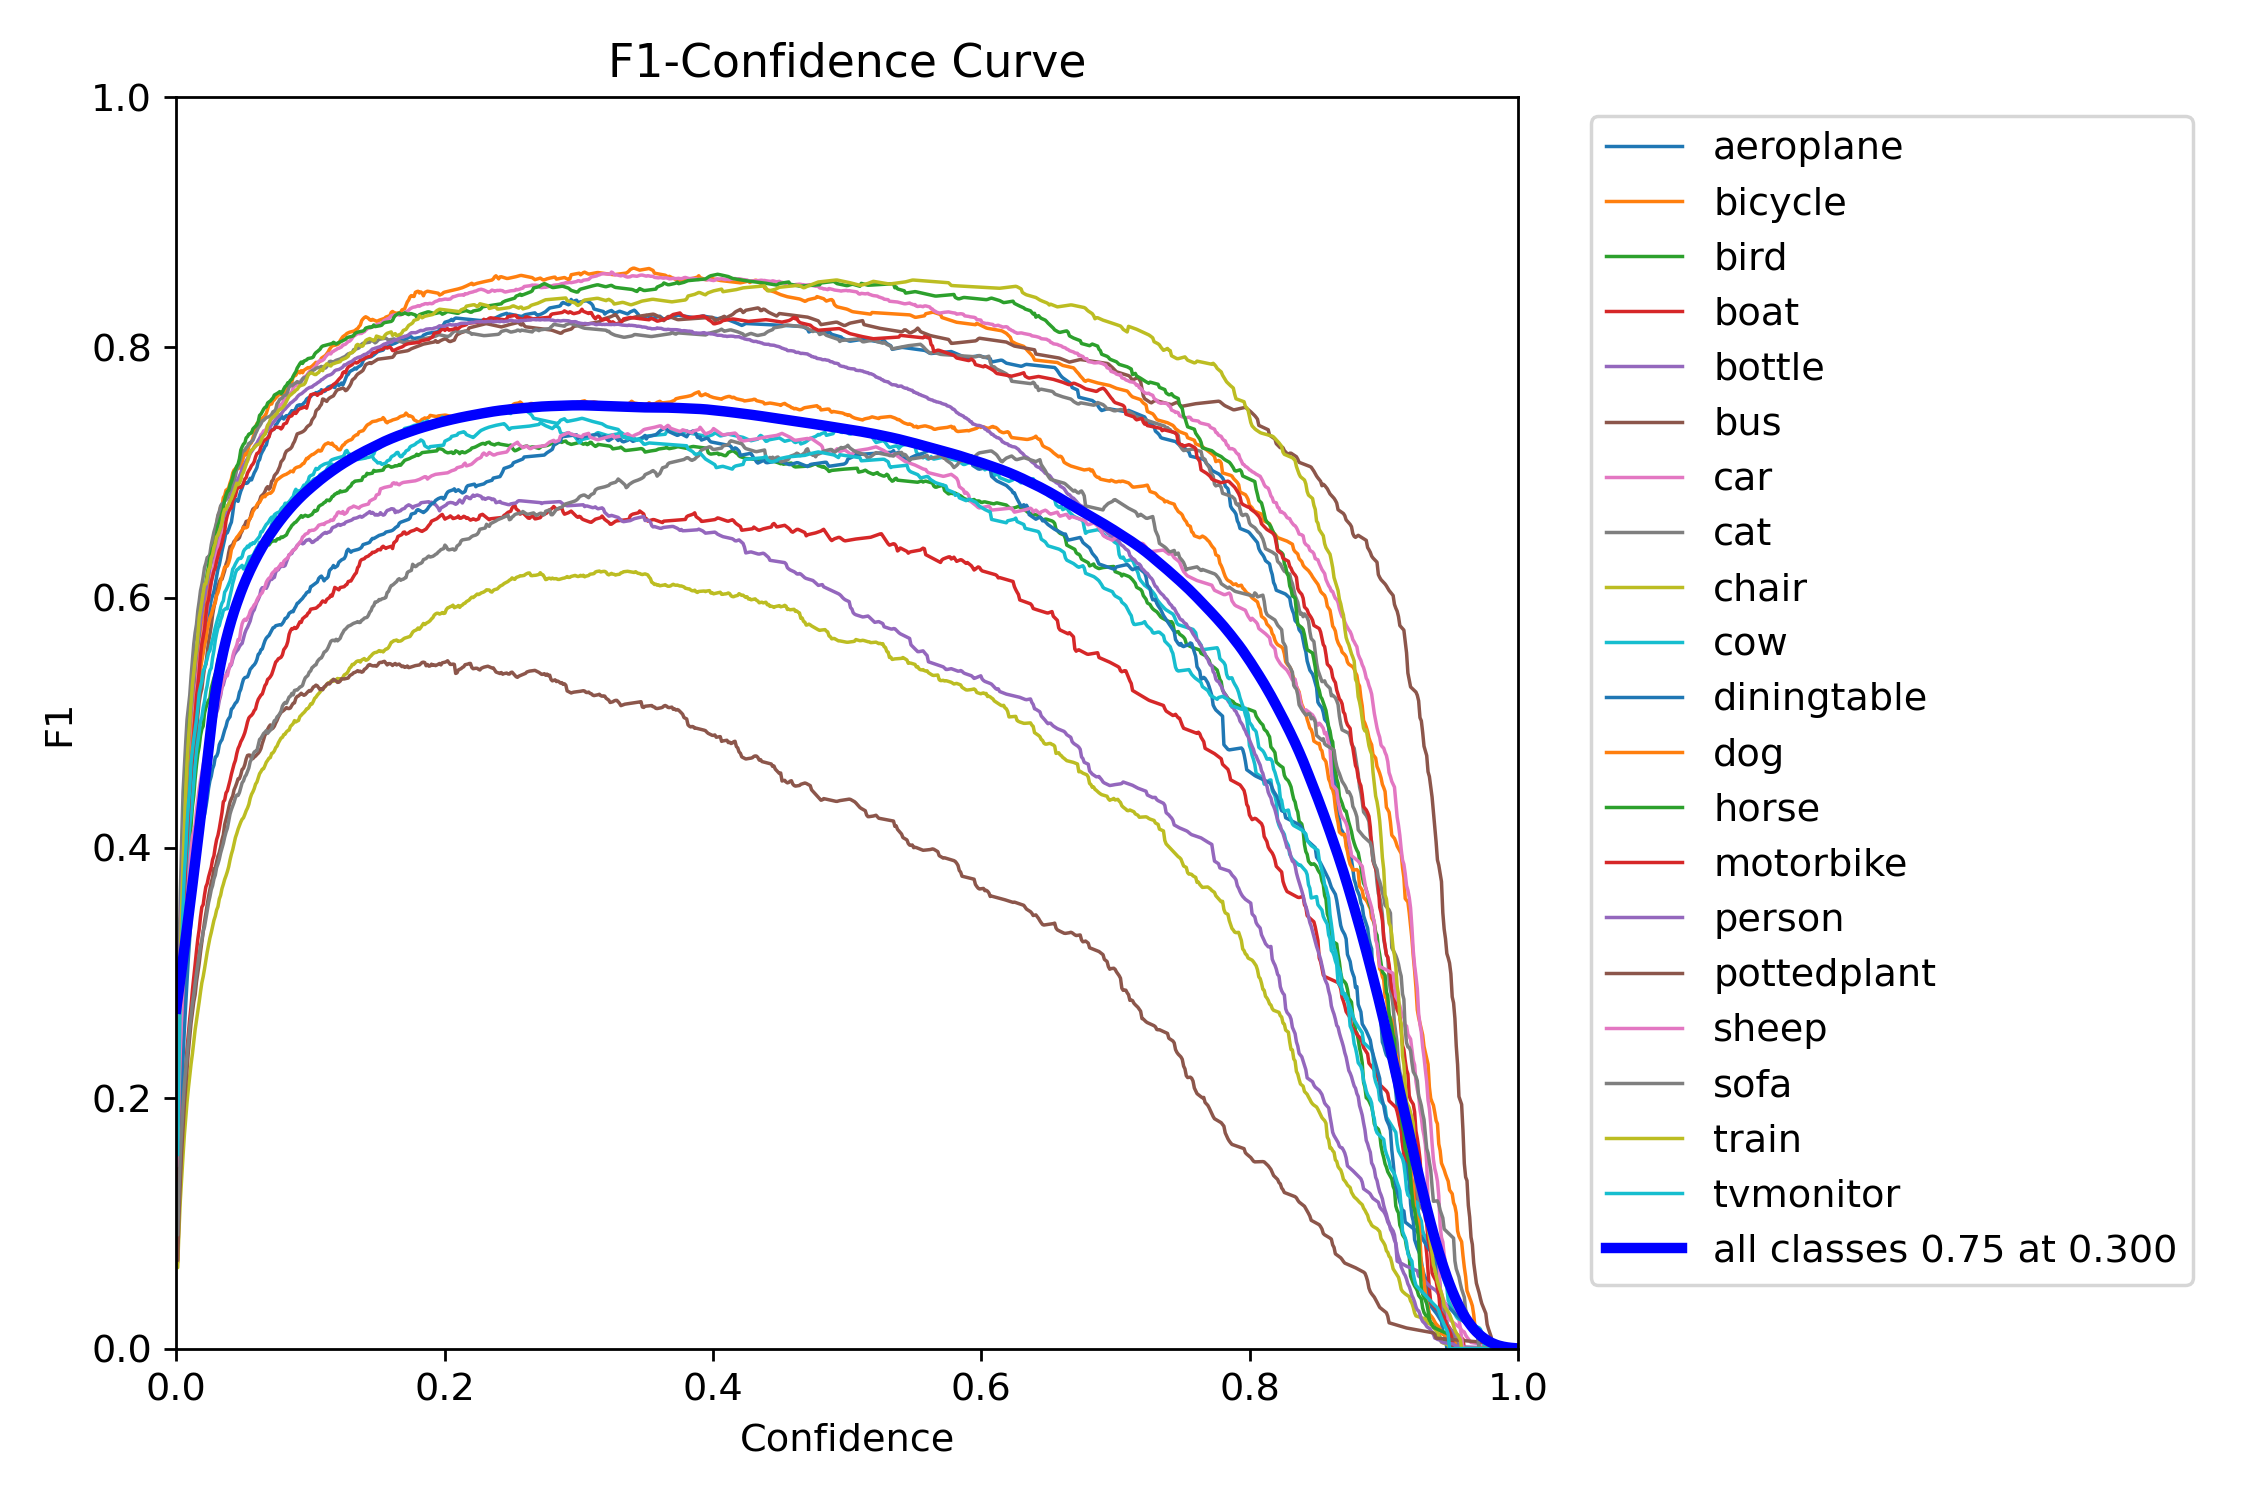 F1-Confidence Curve
1.0
0.8
0.6
0.4
0.2
0.0
F1
0.0 0.2 0.4 0.6 0.8 1.0
Confidence
aeroplane
bicycle
bird
boat
bottle
bus
car
cat
chair
cow
diningtable
dog
horse
motorbike
person
pottedplant
sheep
sofa
train
tvmonitor
all classes 0.75 at 0.300